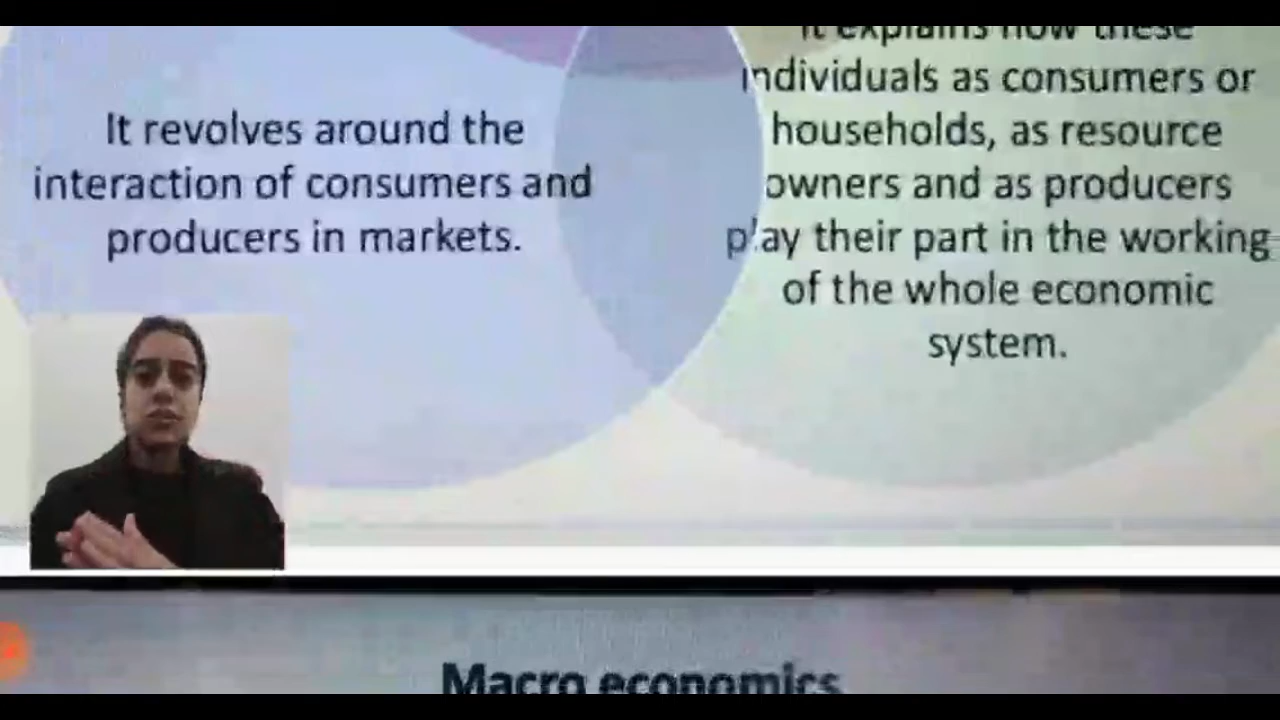 It revolves around the
interaction of consumers and
producers in markets.
It explains how these
individuals as consumers or
households, as resource
owners and as producers
play their part in the working
of the whole economic
system.
Macro economics